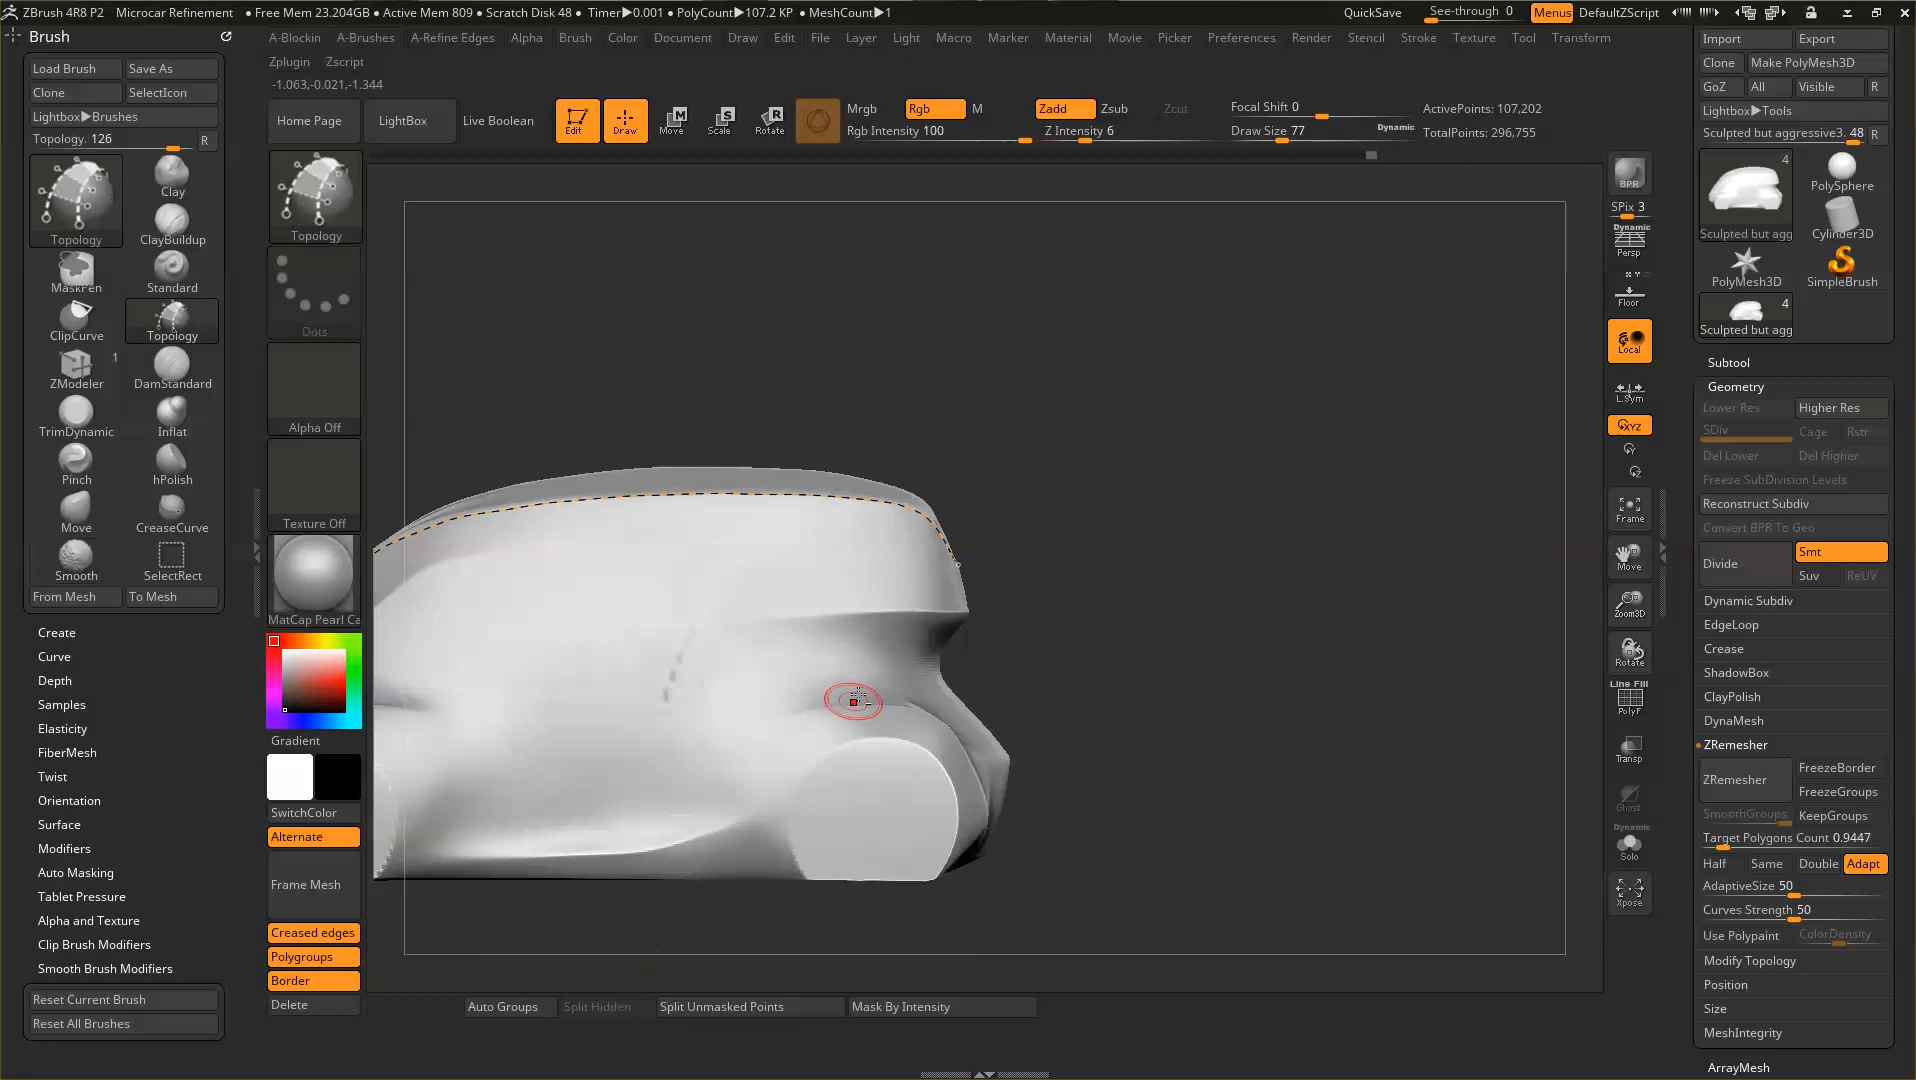 ZBrush 4R8 P2 Microcar Refinement • Free Mem 23.204GB • Active Mem 809 • Scratch Disk 48 • Timer▶0.001 • PolyCount▶107.2 KP • MeshCount▶1 QuickSave See-through 0 Menus DefaultZScript
Brush
A-Blockin A-Brushes A-Refine Edges Alpha Brush Color Document Draw Edit File Layer Light Macro Marker Material Movie Picker Preferences Render Stencil Stroke Texture Tool Transform
Zplugin Zscript
-1.063,-0.021,-1.344
Load Brush Save As
Clone SelectIcon
Lightbox▶Brushes
Topology. 126 R
Topology Clay
ClayBuildup
MaskPen Standard
ClipCurve Topology
ZModeler 1 DamStandard
TrimDynamic Inflat
Pinch hPolish
Move CreaseCurve
Smooth SelectRect
From Mesh To Mesh
Create
Curve
Depth
Samples
Elasticity
FiberMesh
Twist
Orientation
Surface
Modifiers
Auto Masking
Tablet Pressure
Alpha and Texture
Clip Brush Modifiers
Smooth Brush Modifiers
Reset Current Brush
Reset All Brushes
Home Page LightBox Live Boolean Edit Draw Move Scale Rotate
Mrgb Rgb M Zadd Zsub Zcut
Rgb Intensity 100 Z Intensity 6
Focal Shift 0
Draw Size 77 Dynamic
ActivePoints: 107,202
TotalPoints: 296,755
Topology
Dots
Alpha Off
Texture Off
MatCap Pearl Ca
Gradient
SwitchColor
Alternate
Frame Mesh
Creased edges
Polygroups
Border
Delete
Auto Groups Split Hidden Split Unmasked Points Mask By Intensity
BPR
SPix 3
Dynamic
Persp
Floor
Local
L.Sym
XYZ
Frame
Move
Zoom3D
Rotate
Line Fill
PolyF
Transp
Ghost
Dynamic
Solo
Xpose
Import Export
Clone Make PolyMesh3D
GoZ All Visible R
Lightbox▶Tools
Sculpted but aggressive3. 48 R
4
Sculpted but agg PolySphere
Cylinder3D
PolyMesh3D SimpleBrush
4
Sculpted but agg
Subtool
Geometry
Lower Res Higher Res
SDiv Cage Rstr
Del Lower Del Higher
Freeze SubDivision Levels
Reconstruct Subdiv
Convert BPR To Geo
Divide Smt
Suv ReUV
Dynamic Subdiv
EdgeLoop
Crease
ShadowBox
ClayPolish
DynaMesh
ZRemesher
ZRemesher FreezeBorder
FreezeGroups
SmoothGroups KeepGroups
Target Polygons Count 0.9447
Half Same Double Adapt
AdaptiveSize 50
Curves Strength 50
Use Polypaint ColorDensity
Modify Topology
Position
Size
MeshIntegrity
ArrayMesh